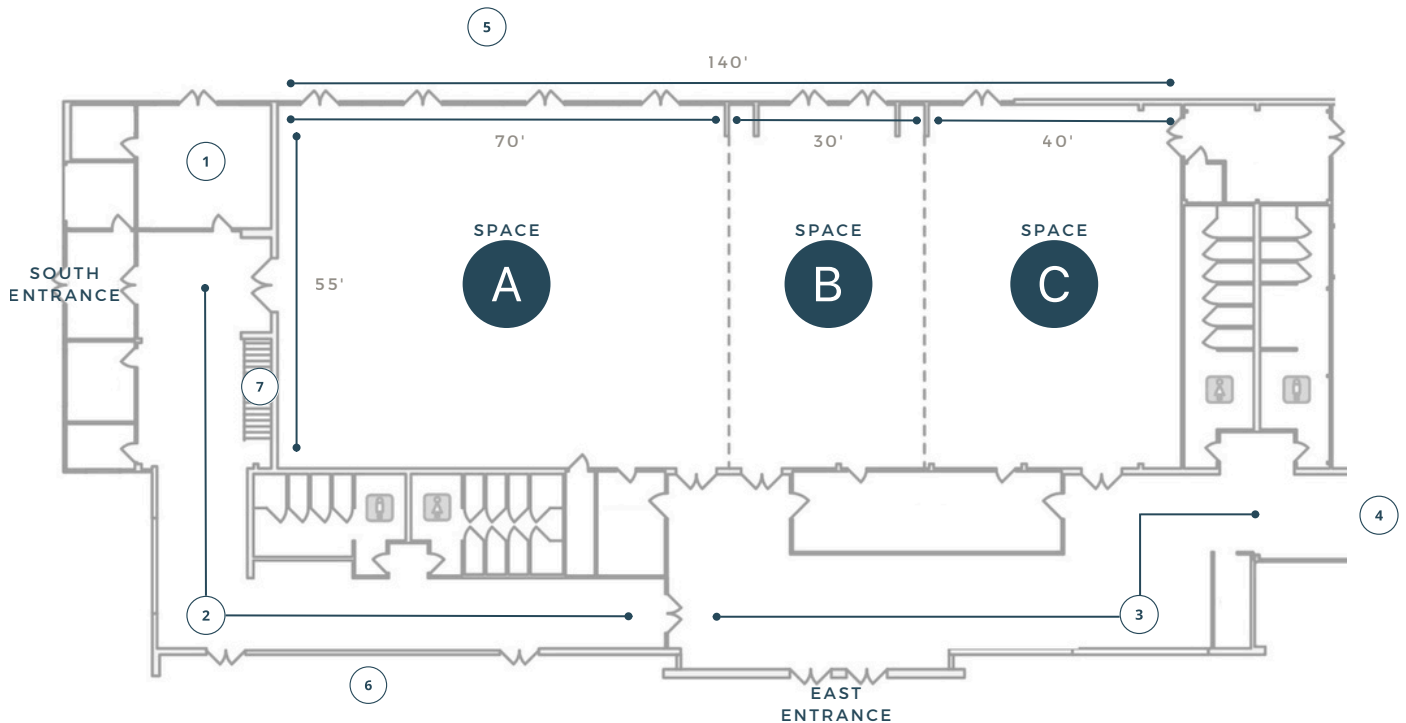 5
140'
70'
30'
40'
1
SPACE
A
SPACE
B
SPACE
C
SOUTH
ENTRANCE
55'
7
4
2
3
6
EAST
ENTRANCE